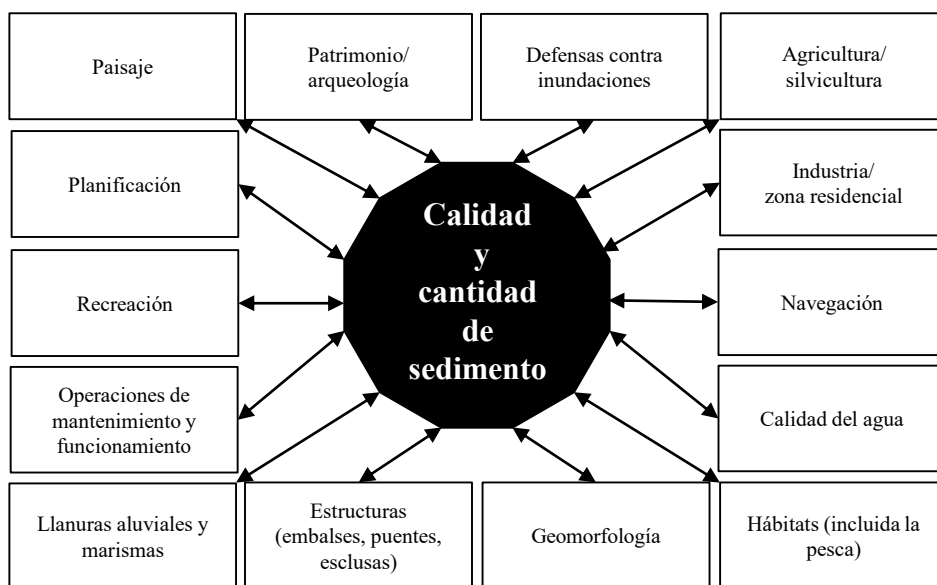 Paisaje
Patrimonio/
arqueología
Defensas contra
inundaciones
Agricultura/
silvicultura
Planificación
Industria/
zona residencial
Calidad
y
cantidad
de
sedimento
Recreación
Navegación
Operaciones de
mantenimiento y
funcionamiento
Calidad del agua
Llanuras aluviales y
marismas
Estructuras
(embalses, puentes,
esclusas)
Geomorfología
Hábitats (incluida la
pesca)